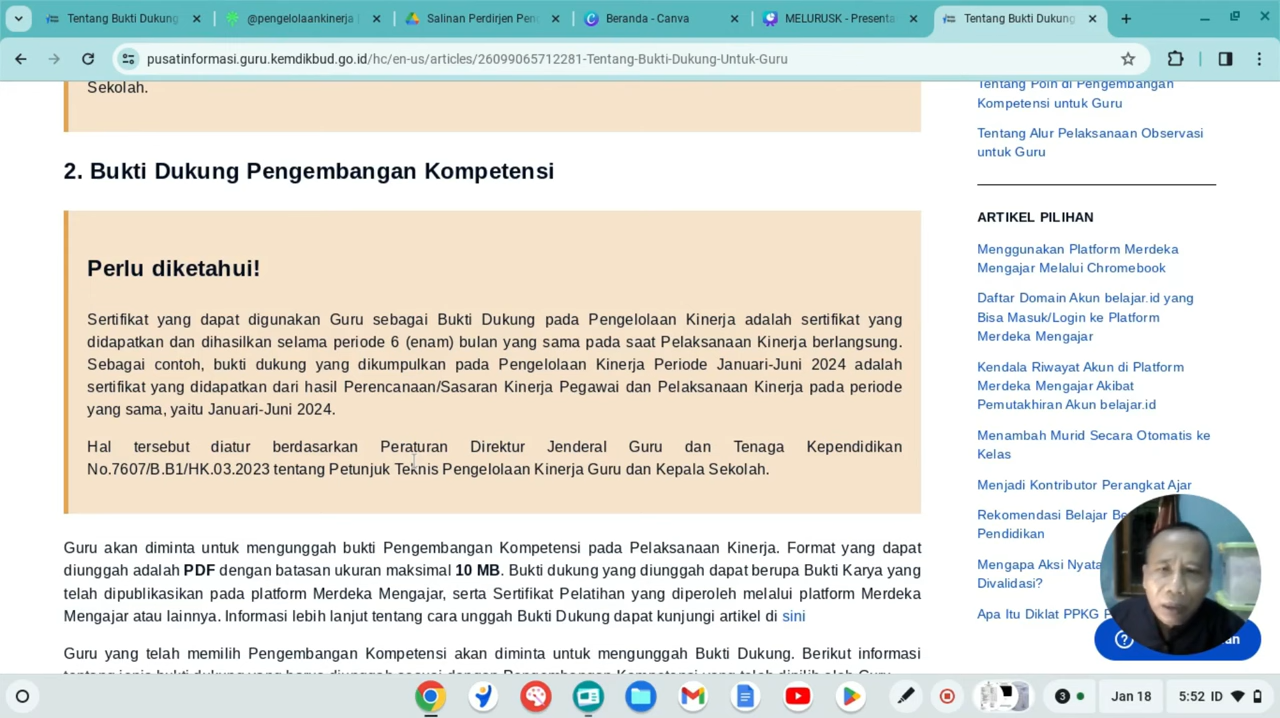 Tentang Bukti Dukung
@pengelolaankinerja
Salinan Perdirjen Pen
Beranda - Canva
MELURUSK - Presenta
Tentang Bukti Dukung
pusatinformasi.guru.kemdikbud.go.id/hc/en-us/articles/26099065712281-Tentang-Bukti-Dukung-Untuk-Guru
Sekolah.
2. Bukti Dukung Pengembangan Kompetensi
Perlu diketahui!
Sertifikat yang dapat digunakan Guru sebagai Bukti Dukung pada Pengelolaan Kinerja adalah sertifikat yang
didapatkan dan dihasilkan selama periode 6 (enam) bulan yang sama pada saat Pelaksanaan Kinerja berlangsung.
Sebagai contoh, bukti dukung yang dikumpulkan pada Pengelolaan Kinerja Periode Januari-Juni 2024 adalah
sertifikat yang didapatkan dari hasil Perencanaan/Sasaran Kinerja Pegawai dan Pelaksanaan Kinerja pada periode
yang sama, yaitu Januari-Juni 2024.
Hal tersebut diatur berdasarkan Peraturan Direktur Jenderal Guru dan Tenaga Kependidikan
No.7607/B.B1/HK.03.2023 tentang Petunjuk Teknis Pengelolaan Kinerja Guru dan Kepala Sekolah.
Guru akan diminta untuk mengunggah bukti Pengembangan Kompetensi pada Pelaksanaan Kinerja. Format yang dapat
diunggah adalah PDF dengan batasan ukuran maksimal 10 MB. Bukti dukung yang diunggah dapat berupa Bukti Karya yang
telah dipublikasikan pada platform Merdeka Mengajar, serta Sertifikat Pelatihan yang diperoleh melalui platform Merdeka
Mengajar atau lainnya. Informasi lebih lanjut tentang cara unggah Bukti Dukung dapat kunjungi artikel di sini
Guru yang telah memilih Pengembangan Kompetensi akan diminta untuk mengunggah Bukti Dukung. Berikut informasi
Tentang Poin di Pengembangan
Kompetensi untuk Guru
Tentang Alur Pelaksanaan Observasi
untuk Guru
ARTIKEL PILIHAN
Menggunakan Platform Merdeka
Mengajar Melalui Chromebook
Daftar Domain Akun belajar.id yang
Bisa Masuk/Login ke Platform
Merdeka Mengajar
Kendala Riwayat Akun di Platform
Merdeka Mengajar Akibat
Pemutakhiran Akun belajar.id
Menambah Murid Secara Otomatis ke
Kelas
Menjadi Kontributor Perangkat Ajar
Rekomendasi Belajar Be
Pendidikan
Mengapa Aksi Nyata
Divalidasi?
Apa Itu Diklat PPKG P
3
Jan 18
5:52 ID